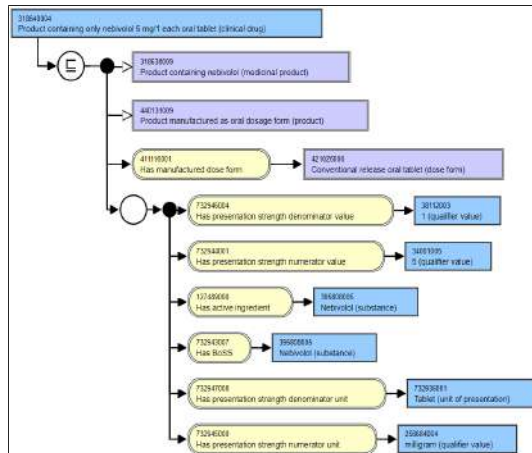 Product containing only nebivolol 5 mg/1 each oral tablet (clinical drug)
⊑
318638009
Product containing nebivolol (medicinal product)
440131009
Product manufactured as oral dosage form (product)
411116001
Has manufactured dose form
421026006
Conventional release oral tablet (dose form)
732946004
Has presentation strength denominator value
38112003
1 (qualifier value)
732944001
Has presentation strength numerator value
34001005
5 (qualifier value)
Has active ingredient
Nebivolol (substance)
732943007
Has BoSS
Nebivolol (substance)
732947008
Has presentation strength denominator unit
732936001
Tablet (unit of presentation)
732945000
Has presentation strength numerator unit
258684004
milligram (qualifier value)